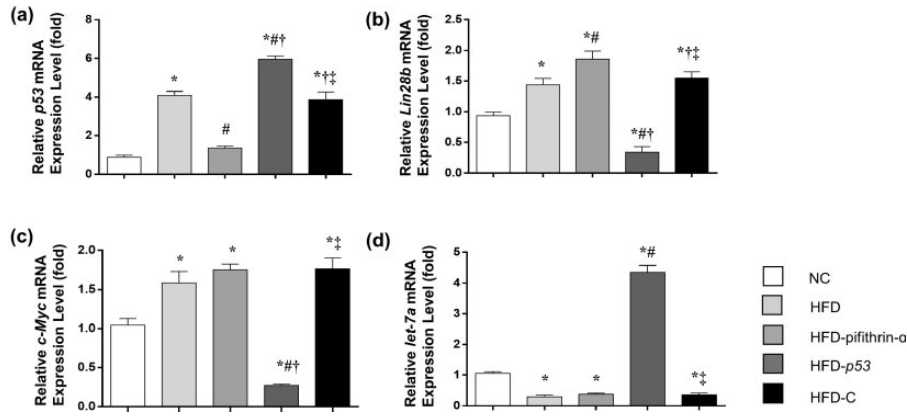 (a)
Relative p53 mRNA
Expression Level (fold)
8
6
4
2
0
*
#
*#†
*†‡
(b)
Relative Lin28b mRNA
Expression Level (fold)
2.5
2.0
1.5
1.0
0.5
0.0
*
*#
*#†
*†‡
(c)
Relative c-Myc mRNA
Expression Level (fold)
2.0
1.5
1.0
0.5
0.0
*
*
*#†
*‡
(d)
Relative let-7a mRNA
Expression Level (fold)
5
4
3
2
1
0
*
*
*#
*‡
NC
HFD
HFD-pifithrin-α
HFD-p53
HFD-C